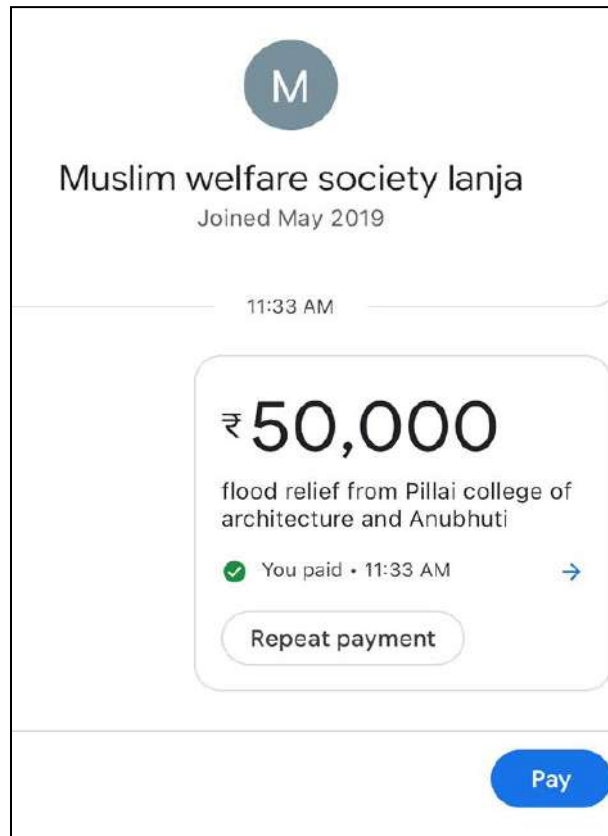 M
Muslim welfare society lanja
Joined May 2019
11:33 AM
₹50,000
flood relief from Pillai college of
architecture and Anubhuti
You paid • 11:33 AM
Repeat payment
Pay